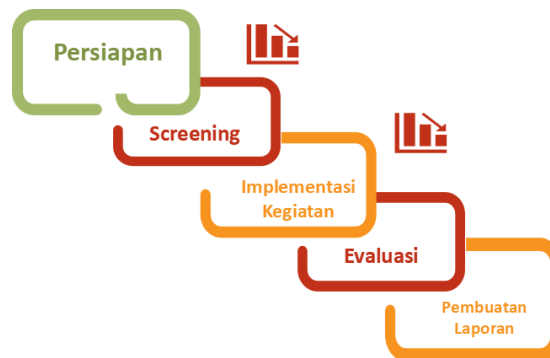 Persiapan
Screening
Implementasi
Kegiatan
Evaluasi
Pembuatan
Laporan